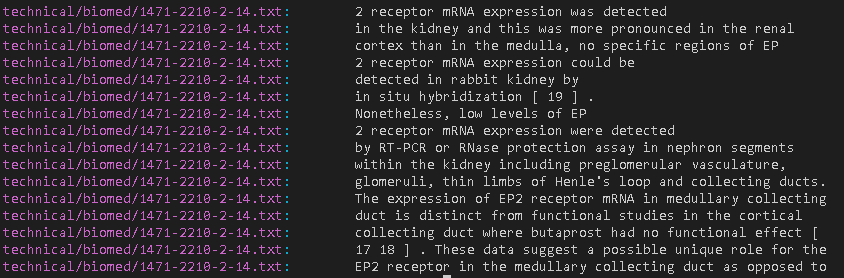 technical/biomed/1471-2210-2-14.txt: 2 receptor mRNA expression was detected
technical/biomed/1471-2210-2-14.txt: in the kidney and this was more pronounced in the renal
technical/biomed/1471-2210-2-14.txt: cortex than in the medulla, no specific regions of EP
technical/biomed/1471-2210-2-14.txt: 2 receptor mRNA expression could be
technical/biomed/1471-2210-2-14.txt: detected in rabbit kidney by
technical/biomed/1471-2210-2-14.txt: in situ hybridization [ 19 ] .
technical/biomed/1471-2210-2-14.txt: Nonetheless, low levels of EP
technical/biomed/1471-2210-2-14.txt: 2 receptor mRNA expression were detected
technical/biomed/1471-2210-2-14.txt: by RT-PCR or RNase protection assay in nephron segments
technical/biomed/1471-2210-2-14.txt: within the kidney including preglomerular vasculature,
technical/biomed/1471-2210-2-14.txt: glomeruli, thin limbs of Henle's loop and collecting ducts.
technical/biomed/1471-2210-2-14.txt: The expression of EP2 receptor mRNA in medullary collecting
technical/biomed/1471-2210-2-14.txt: duct is distinct from functional studies in the cortical
technical/biomed/1471-2210-2-14.txt: collecting duct where butaprost had no functional effect [
technical/biomed/1471-2210-2-14.txt: 17 18 ] . These data suggest a possible unique role for the
technical/biomed/1471-2210-2-14.txt: EP2 receptor in the medullary collecting duct as opposed to